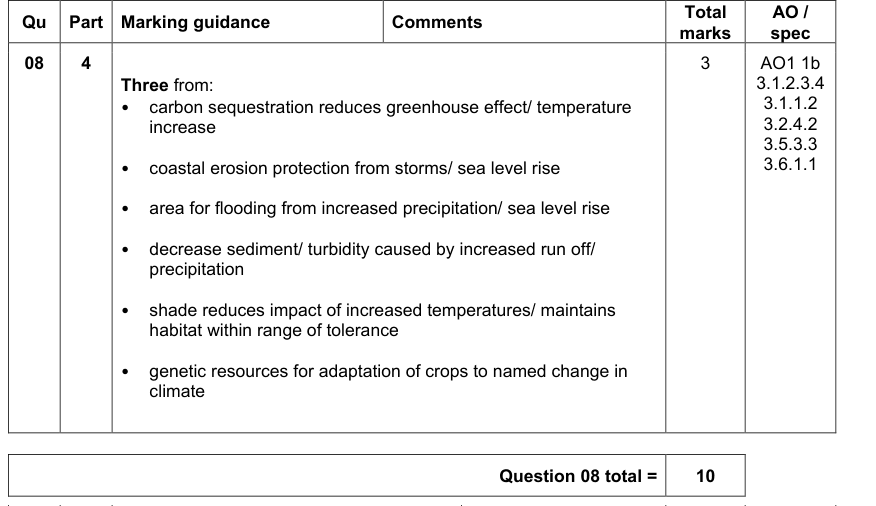 Qu Part Marking guidance Comments Total marks AO / spec
08 4 3 AO1 1b
Three from:
3.1.2.3.4
• carbon sequestration reduces greenhouse effect/ temperature
increase
3.1.1.2
3.2.4.2
3.5.3.3
3.6.1.1
• coastal erosion protection from storms/ sea level rise
• area for flooding from increased precipitation/ sea level rise
• decrease sediment/ turbidity caused by increased run off/
precipitation
• shade reduces impact of increased temperatures/ maintains
habitat within range of tolerance
• genetic resources for adaptation of crops to named change in
climate
Question 08 total = 10